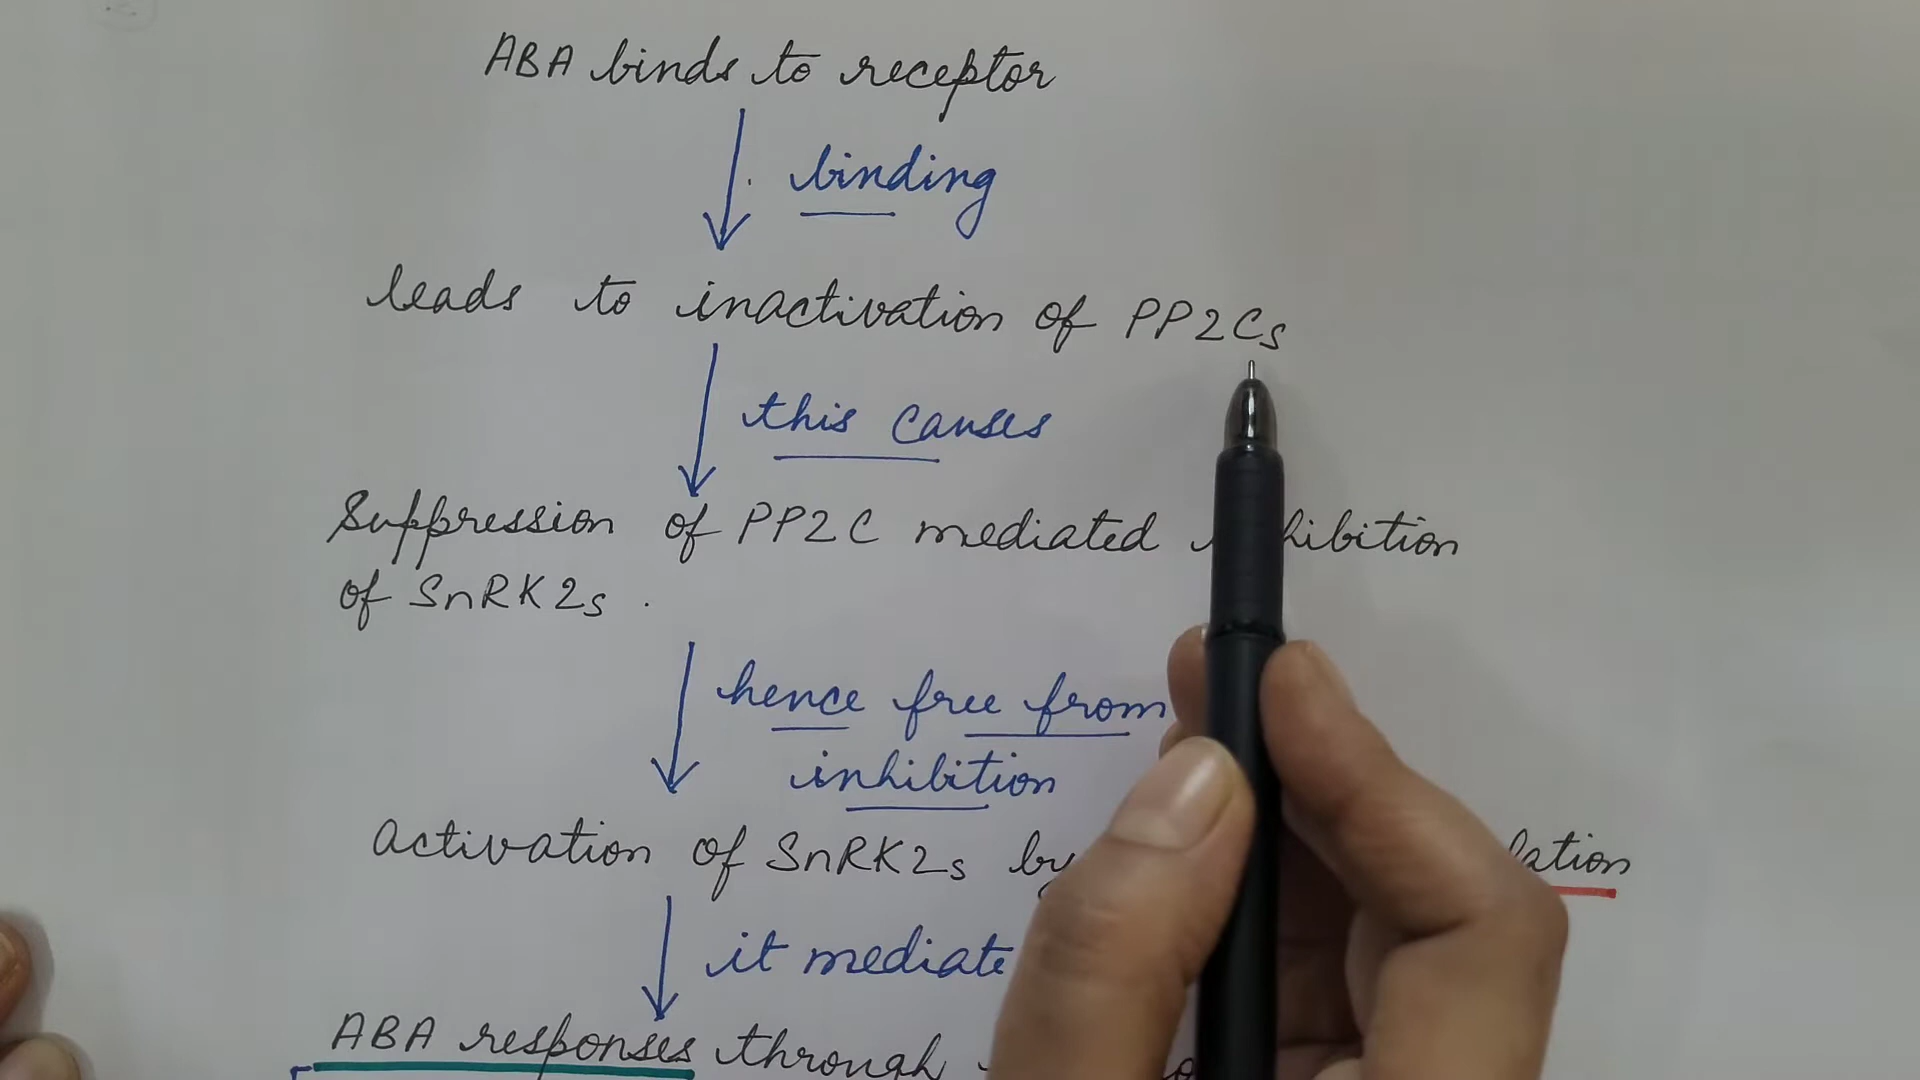 ABA binds to receptor
binding
leads to inactivation of PP2Cs
this causes
Suppression of PP2C mediated
of SnRK2s.
hence free from
inhibition
activation of SnRK2s by
it mediate
ABA responses through